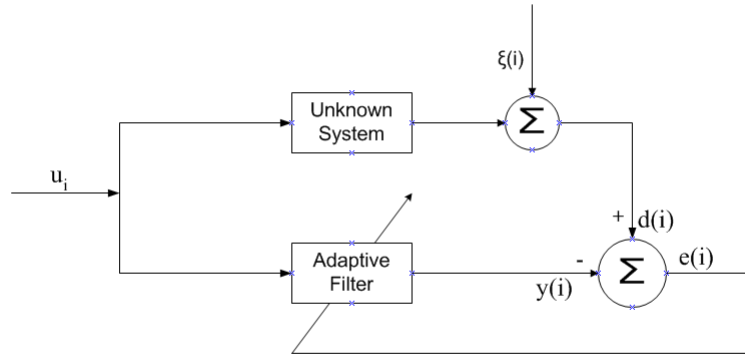 ξ(i)
Unknown
System
Σ
u_i
+
d(i)
Adaptive
Filter
-
y(i)
Σ
e(i)